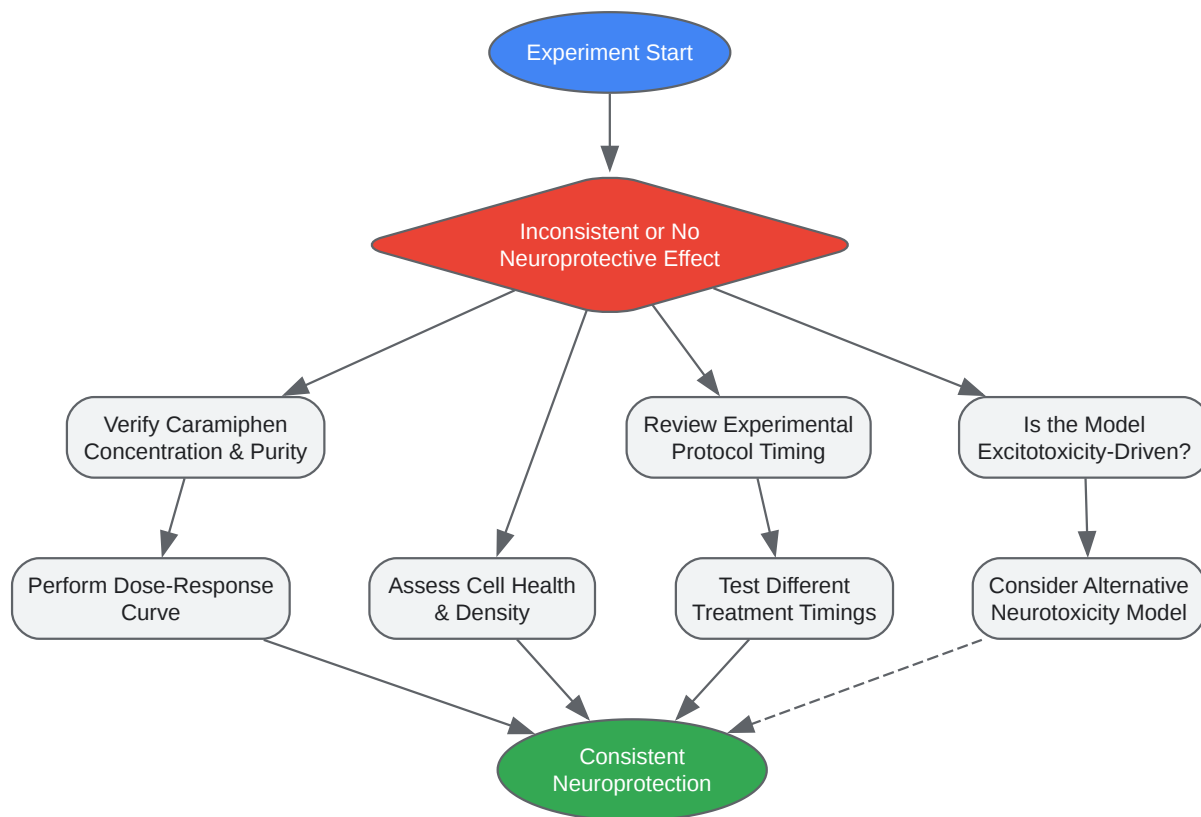 Experiment Start
Inconsistent or No
Neuroprotective Effect
Verify Caramiphen
Concentration & Purity
Review Experimental
Protocol Timing
Is the Model
Excitotoxicity-Driven?
Perform Dose-Response
Curve
Assess Cell Health
& Density
Test Different
Treatment Timings
Consider Alternative
Neurotoxicity Model
Consistent
Neuroprotection